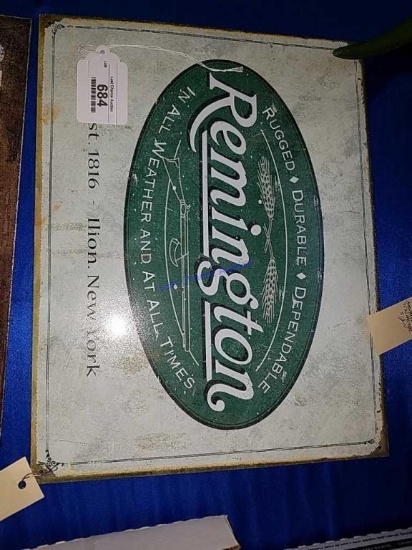 RUGGED ♦ DURABLE ♦ DEPENDABLE
Remington
IN ALL WEATHER AND AT ALL TIMES.
st. 1816 - Ilion, New York
684